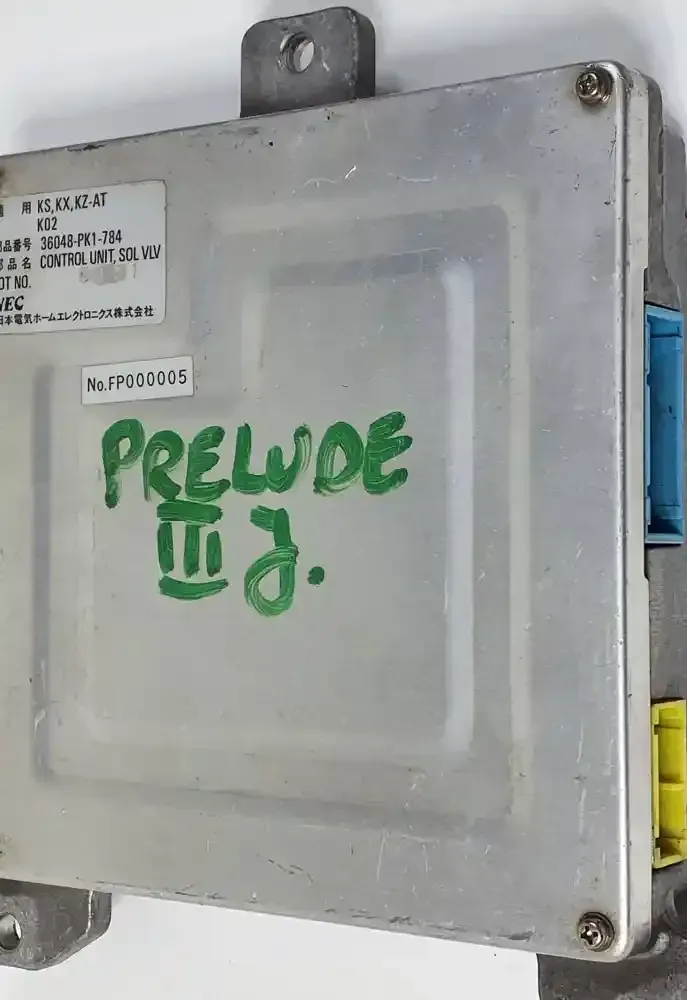 用 KS,KX,KZ-AT
K02
部品番号 36048-PK1-784
部品名 CONTROL UNIT, SOL VLV
LOT NO.
NEC
日本電気ホームエレクトロニクス株式会社
No.FP000005
PRELUDE
III g.